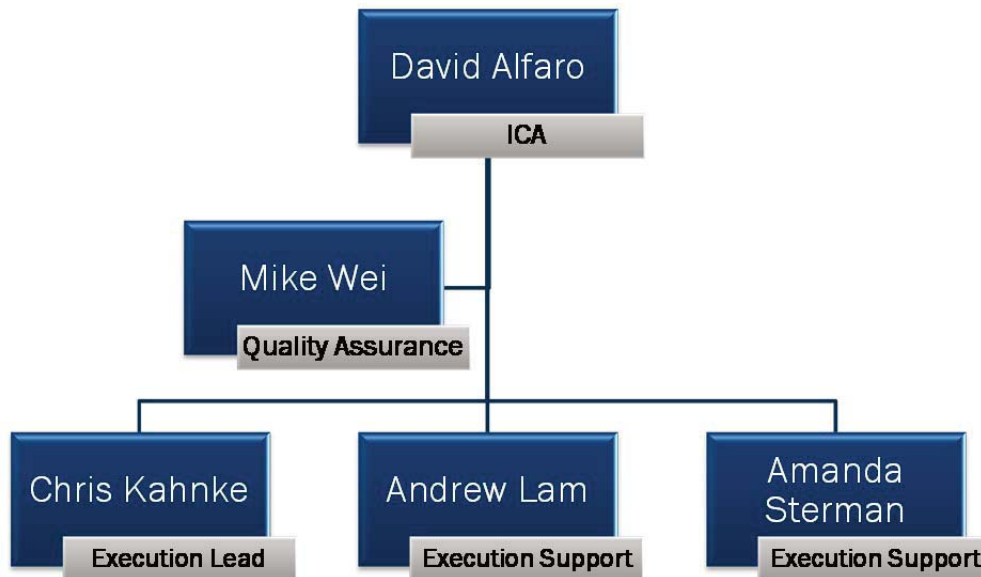 David Alfaro
ICA
Mike Wei
Quality Assurance
Chris Kahnke
Execution Lead
Andrew Lam
Execution Support
Amanda
Sterman
Execution Support